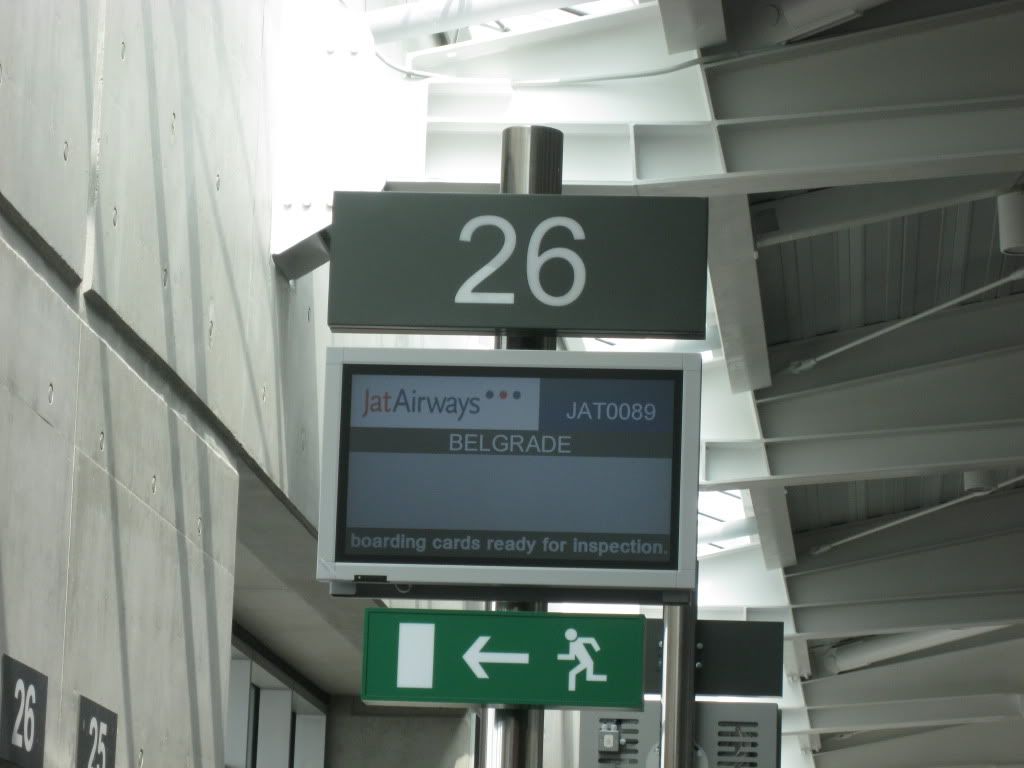 26
JatAirways JAT0089
BELGRADE
boarding cards ready for inspection.
26
25